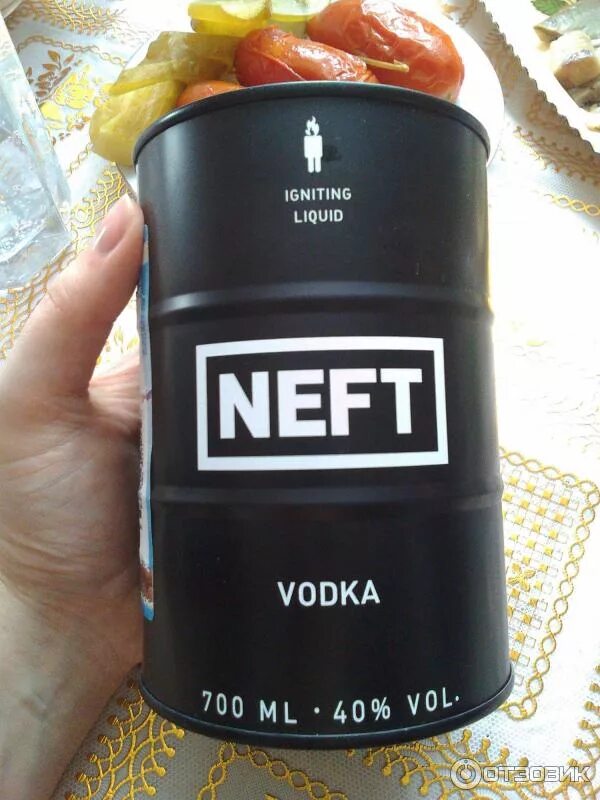 IGNITING
LIQUID
NEFT
VODKA
700 ML · 40% VOL.
ОТЗОВИК